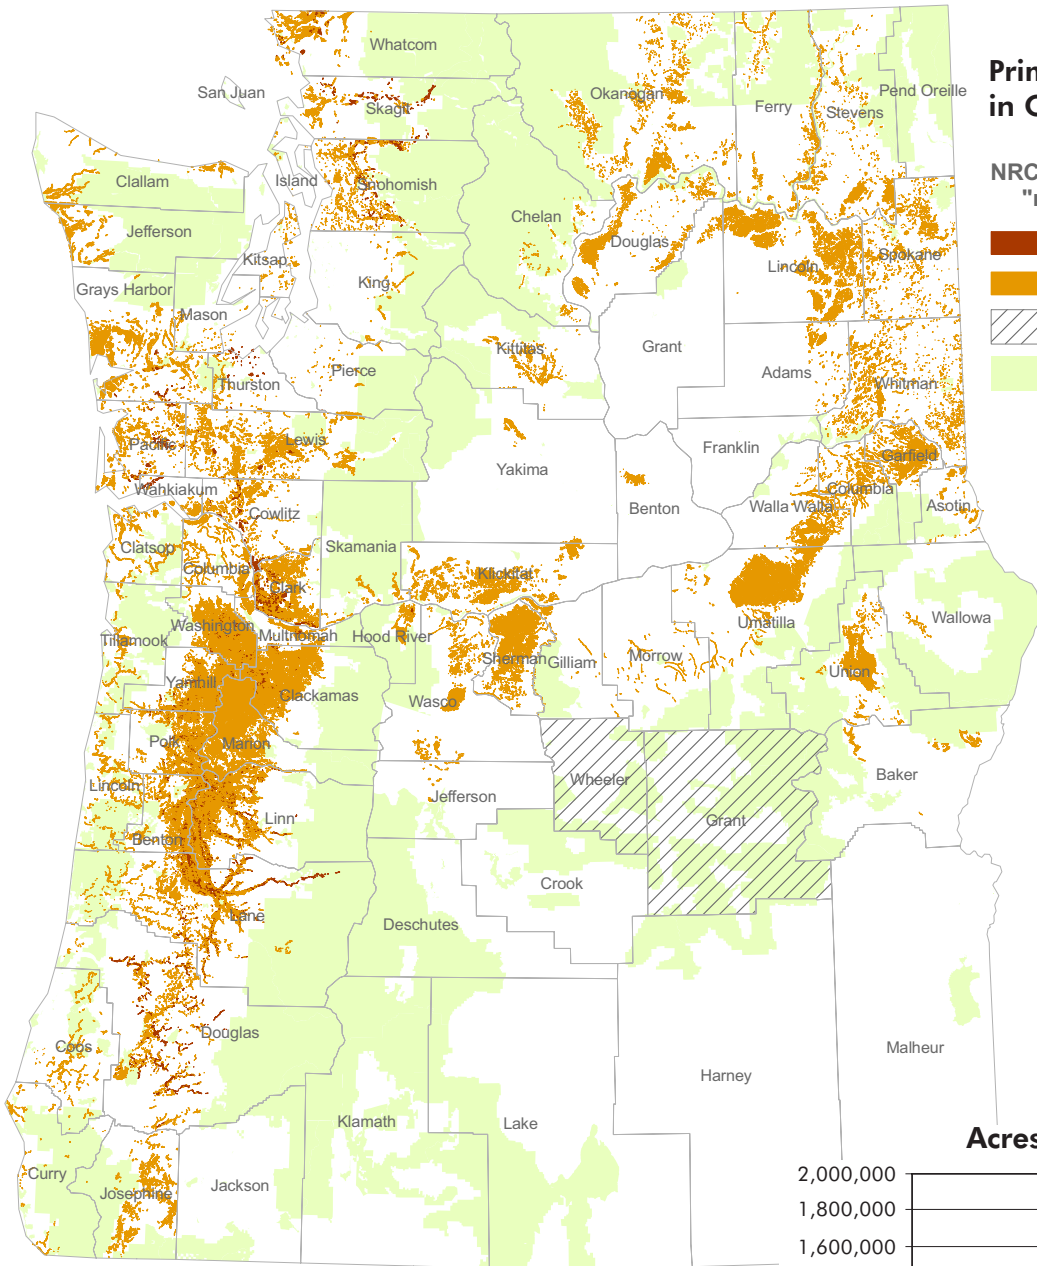 Whatcom
San Juan
Skagit
Okanogan
Ferry
Stevens
Pend Oreille
Clallam
Island
Snohomish
Chelan
Jefferson
Douglas
Kitsap
King
Lincoln
Spokane
Grays Harbor
Mason
Kittitas
Grant
Thurston
Pierce
Adams
Whitman
Pacific
Lewis
Yakima
Franklin
Garfield
Wahkiakum
Cowlitz
Benton
Walla Walla
Columbia
Asotin
Clatsop
Skamania
Columbia
Clark
Klickitat
Tillamook
Washington
Multnomah
Hood River
Umatilla
Wallowa
Sherman
Gilliam
Morrow
Union
Yamhill
Clackamas
Wasco
Polk
Marion
Wheeler
Baker
Lincoln
Jefferson
Linn
Grant
Benton
Crook
Lane
Deschutes
Coos
Douglas
Malheur
Harney
Klamath
Lake
Curry
Josephine
Jackson
Prin
in
NRC
Acres
2,000,000
1,800,000
1,600,000